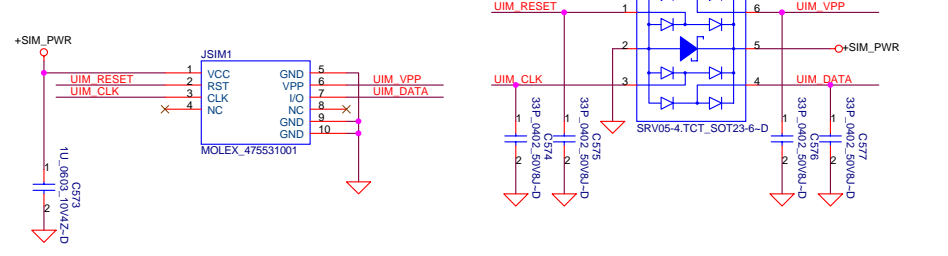 UIM_RESET
1
6
UIM_VPP
+SIM_PWR
2
5
+SIM_PWR
JSIM1
1
VCC
GND
5
UIM_RESET
2
RST
VPP
6
UIM_VPP
UIM_CLK
3
CLK
I/O
7
UIM_DATA
4
NC
NC
8
GND
9
GND
10
MOLEX_475531001
UIM_CLK
3
4
UIM_DATA
SRV05-4.TCT_SOT23-6~D
1
2
C573
1U_0603_10V4Z~D
1
2
C574
33P_0402_50V8J~D
1
2
C575
33P_0402_50V8J~D
1
2
C576
33P_0402_50V8J~D
1
2
C577
33P_0402_50V8J~D